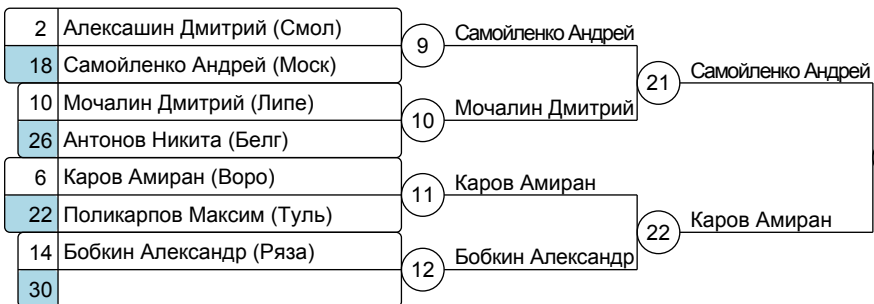 2 Алексашин Дмитрий (Смол)
18 Самойленко Андрей (Моск)
10 Мочалин Дмитрий (Липе)
26 Антонов Никита (Белг)
6 Каров Амиран (Воро)
22 Поликарпов Максим (Туль)
14 Бобкин Александр (Ряза)
30
9 Самойленко Андрей
10 Мочалин Дмитрий
11 Каров Амиран
12 Бобкин Александр
21 Самойленко Андрей
22 Каров Амиран